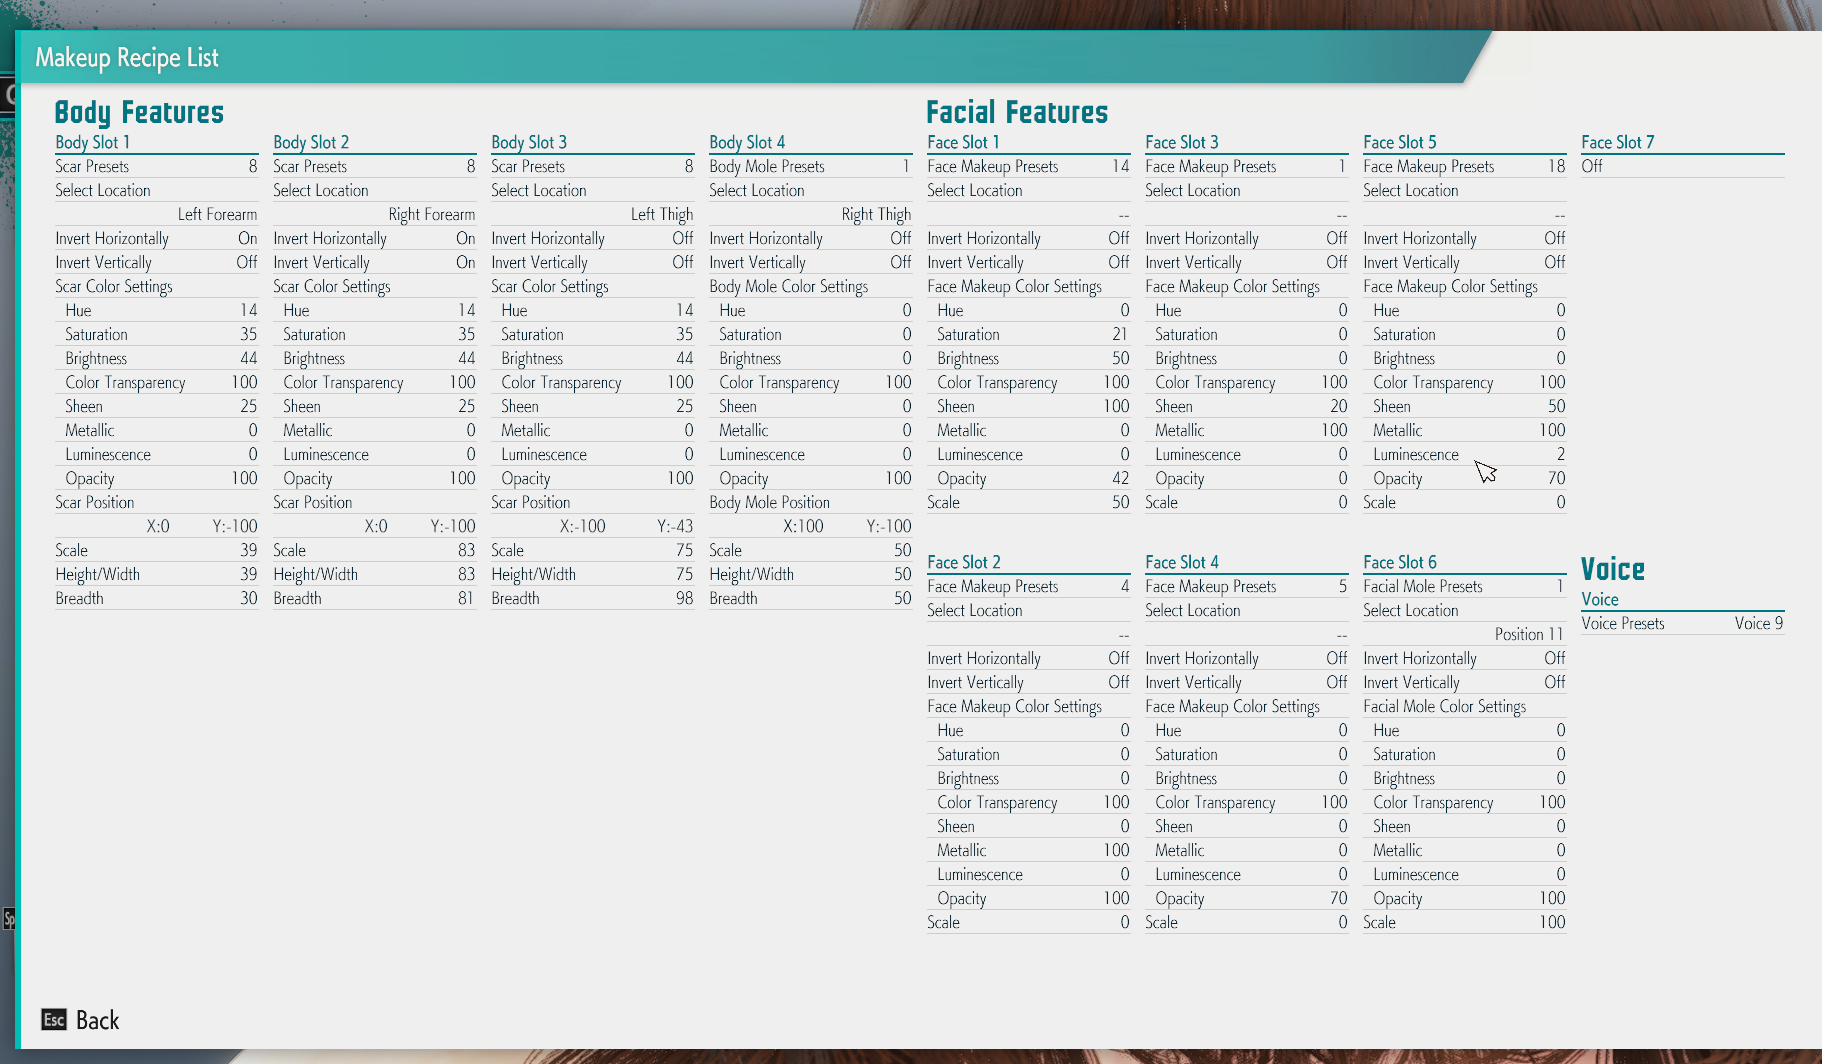 Makeup Recipe List
Body Features
Body Slot 1
Scar Presets 8
Select Location
Left Forearm
Invert Horizontally On
Invert Vertically Off
Scar Color Settings
Hue 14
Saturation 35
Brightness 44
Color Transparency 100
Sheen 25
Metallic 0
Luminescence 0
Opacity 100
Scar Position
X:0 Y:-100
Scale 39
Height/Width 39
Breadth 30
Body Slot 2
Scar Presets 8
Select Location
Right Forearm
Invert Horizontally On
Invert Vertically On
Scar Color Settings
Hue 14
Saturation 35
Brightness 44
Color Transparency 100
Sheen 25
Metallic 0
Luminescence 0
Opacity 100
Scar Position
X:0 Y:-100
Scale 83
Height/Width 83
Breadth 81
Body Slot 3
Scar Presets 8
Select Location
Left Thigh
Invert Horizontally Off
Invert Vertically Off
Scar Color Settings
Hue 14
Saturation 35
Brightness 44
Color Transparency 100
Sheen 25
Metallic 0
Luminescence 0
Opacity 100
Scar Position
X:-100 Y:-43
Scale 75
Height/Width 75
Breadth 98
Body Slot 4
Body Mole Presets 1
Select Location
Right Thigh
Invert Horizontally Off
Invert Vertically Off
Body Mole Color Settings
Hue 0
Saturation 0
Brightness 0
Color Transparency 100
Sheen 0
Metallic 0
Luminescence 0
Opacity 100
Body Mole Position
X:100 Y:-100
Scale 50
Height/Width 50
Breadth 50
Facial Features
Face Slot 1
Face Makeup Presets 14
Select Location
--
Invert Horizontally Off
Invert Vertically Off
Face Makeup Color Settings
Hue 0
Saturation 21
Brightness 50
Color Transparency 100
Sheen 100
Metallic 0
Luminescence 0
Opacity 42
Scale 50
Face Slot 2
Face Makeup Presets 4
Select Location
--
Invert Horizontally Off
Invert Vertically Off
Face Makeup Color Settings
Hue 0
Saturation 0
Brightness 0
Color Transparency 100
Sheen 0
Metallic 100
Luminescence 0
Opacity 100
Scale 0
Face Slot 3
Face Makeup Presets 1
Select Location
--
Invert Horizontally Off
Invert Vertically Off
Face Makeup Color Settings
Hue 0
Saturation 0
Brightness 0
Color Transparency 100
Sheen 20
Metallic 100
Luminescence 0
Opacity 0
Scale 0
Face Slot 4
Face Makeup Presets 5
Select Location
--
Invert Horizontally Off
Invert Vertically Off
Face Makeup Color Settings
Hue 0
Saturation 0
Brightness 0
Color Transparency 100
Sheen 0
Metallic 0
Luminescence 0
Opacity 70
Scale 0
Face Slot 5
Face Makeup Presets 18
Select Location
--
Invert Horizontally Off
Invert Vertically Off
Face Makeup Color Settings
Hue 0
Saturation 0
Brightness 0
Color Transparency 100
Sheen 50
Metallic 100
Luminescence 2
Opacity 70
Scale 0
Face Slot 6
Facial Mole Presets 1
Select Location
Position 11
Invert Horizontally Off
Invert Vertically Off
Facial Mole Color Settings
Hue 0
Saturation 0
Brightness 0
Color Transparency 100
Sheen 0
Metallic 0
Luminescence 0
Opacity 100
Scale 100
Face Slot 7
Off
Voice
Voice
Voice Presets Voice 9
Esc Back